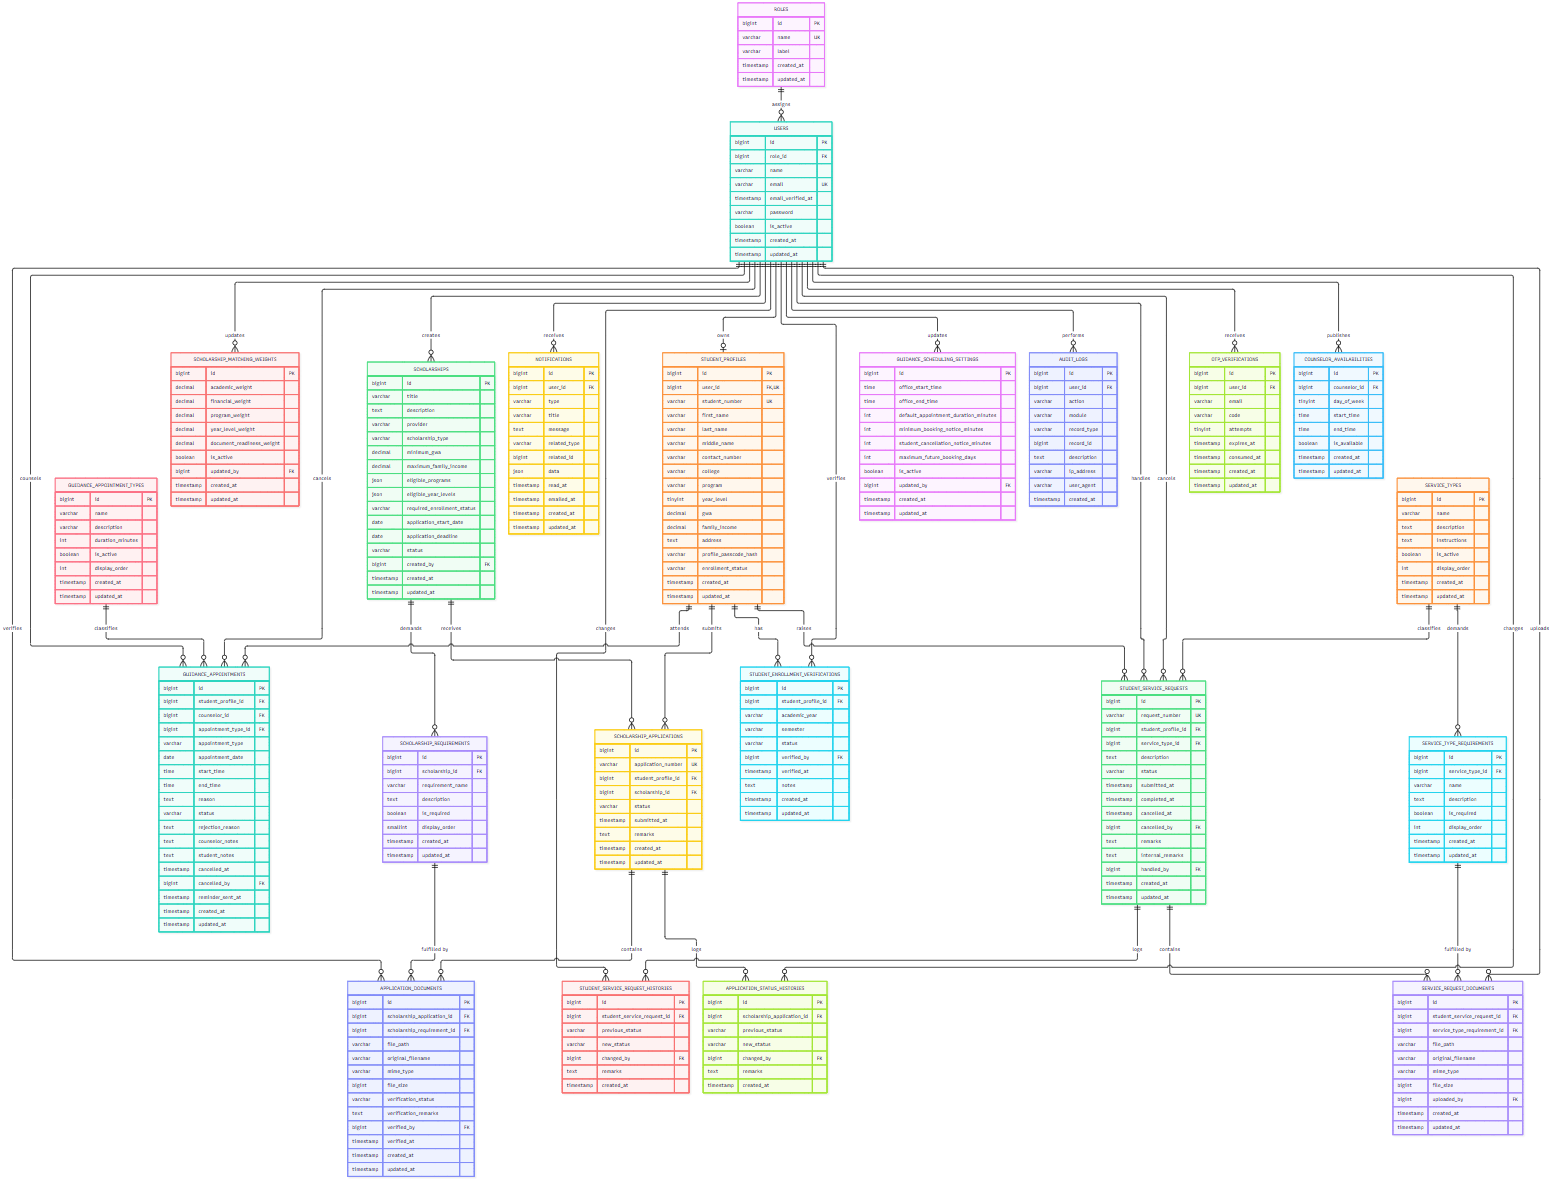 ROLES
bigint id PK
varchar name UK
varchar label
timestamp created_at
timestamp updated_at
assigns
USERS
bigint id PK
bigint role_id FK
varchar name
varchar email UK
timestamp email_verified_at
varchar password
boolean is_active
timestamp created_at
timestamp updated_at
updates
creates
receives
owns
updates
performs
receives
publishes
SCHOLARSHIP_MATCHING_WEIGHTS
bigint id PK
decimal academic_weight
decimal financial_weight
decimal program_weight
decimal year_level_weight
decimal document_readiness_weight
boolean is_active
bigint updated_by FK
timestamp created_at
timestamp updated_at
SCHOLARSHIPS
bigint id PK
varchar title
text description
varchar provider
varchar scholarship_type
decimal minimum_gwa
decimal maximum_family_income
json eligible_programs
json eligible_year_levels
varchar required_enrollment_status
date application_start_date
date application_deadline
varchar status
bigint created_by FK
timestamp created_at
timestamp updated_at
NOTIFICATIONS
bigint id PK
bigint user_id FK
varchar type
varchar title
text message
varchar related_type
bigint related_id
json data
timestamp read_at
timestamp emailed_at
timestamp created_at
timestamp updated_at
STUDENT_PROFILES
bigint id PK
bigint user_id FK,UK
varchar student_number UK
varchar first_name
varchar last_name
varchar middle_name
varchar contact_number
varchar college
varchar program
tinyint year_level
decimal gwa
decimal family_income
text address
varchar profile_passcode_hash
varchar enrollment_status
timestamp created_at
timestamp updated_at
GUIDANCE_SCHEDULING_SETTINGS
bigint id PK
time office_start_time
time office_end_time
int default_appointment_duration_minutes
int minimum_booking_notice_minutes
int student_cancellation_notice_minutes
int maximum_future_booking_days
boolean is_active
bigint updated_by FK
timestamp created_at
timestamp updated_at
AUDIT_LOGS
bigint id PK
bigint user_id FK
varchar action
varchar module
varchar record_type
bigint record_id
text description
varchar ip_address
varchar user_agent
timestamp created_at
OTP_VERIFICATIONS
bigint id PK
bigint user_id FK
varchar email
varchar code
tinyint attempts
timestamp expires_at
timestamp consumed_at
timestamp created_at
timestamp updated_at
COUNSELOR_AVAILABILITIES
bigint id PK
bigint counselor_id FK
tinyint day_of_week
time start_time
time end_time
boolean is_available
timestamp created_at
timestamp updated_at
counsels
cancels
verifies
handles
cancels
GUIDANCE_APPOINTMENT_TYPES
bigint id PK
varchar name
varchar description
int duration_minutes
boolean is_active
int display_order
timestamp created_at
timestamp updated_at
SERVICE_TYPES
bigint id PK
varchar name
text description
text instructions
boolean is_active
int display_order
timestamp created_at
timestamp updated_at
verifies
classifies
demands
receives
changes
attends
submits
has
raises
classifies
demands
changes
uploads
GUIDANCE_APPOINTMENTS
bigint id PK
bigint student_profile_id FK
bigint counselor_id FK
bigint appointment_type_id FK
varchar appointment_type
date appointment_date
time start_time
time end_time
text reason
varchar status
text rejection_reason
text counselor_notes
text student_notes
timestamp cancelled_at
bigint cancelled_by FK
timestamp reminder_sent_at
timestamp created_at
timestamp updated_at
SCHOLARSHIP_REQUIREMENTS
bigint id PK
bigint scholarship_id FK
varchar requirement_name
text description
boolean is_required
smallint display_order
timestamp created_at
timestamp updated_at
SCHOLARSHIP_APPLICATIONS
bigint id PK
varchar application_number UK
bigint student_profile_id FK
bigint scholarship_id FK
varchar status
timestamp submitted_at
text remarks
timestamp created_at
timestamp updated_at
STUDENT_ENROLLMENT_VERIFICATIONS
bigint id PK
bigint student_profile_id FK
varchar academic_year
varchar semester
varchar status
bigint verified_by FK
timestamp verified_at
text notes
timestamp created_at
timestamp updated_at
STUDENT_SERVICE_REQUESTS
bigint id PK
varchar request_number UK
bigint student_profile_id FK
bigint service_type_id FK
text description
varchar status
timestamp submitted_at
timestamp completed_at
timestamp cancelled_at
bigint cancelled_by FK
text remarks
text internal_remarks
bigint handled_by FK
timestamp created_at
timestamp updated_at
SERVICE_TYPE_REQUIREMENTS
bigint id PK
bigint service_type_id FK
varchar name
text description
boolean is_required
int display_order
timestamp created_at
timestamp updated_at
fulfilled by
contains
logs
logs
contains
fulfilled by
APPLICATION_DOCUMENTS
bigint id PK
bigint scholarship_application_id FK
bigint scholarship_requirement_id FK
varchar file_path
varchar original_filename
varchar mime_type
bigint file_size
varchar verification_status
text verification_remarks
bigint verified_by FK
timestamp verified_at
timestamp created_at
timestamp updated_at
STUDENT_SERVICE_REQUEST_HISTORIES
bigint id PK
bigint student_service_request_id FK
varchar previous_status
varchar new_status
bigint changed_by FK
text remarks
timestamp created_at
APPLICATION_STATUS_HISTORIES
bigint id PK
bigint scholarship_application_id FK
varchar previous_status
varchar new_status
bigint changed_by FK
text remarks
timestamp created_at
SERVICE_REQUEST_DOCUMENTS
bigint id PK
bigint student_service_request_id FK
bigint service_type_requirement_id FK
varchar file_path
varchar original_filename
varchar mime_type
bigint file_size
bigint uploaded_by FK
timestamp created_at
timestamp updated_at